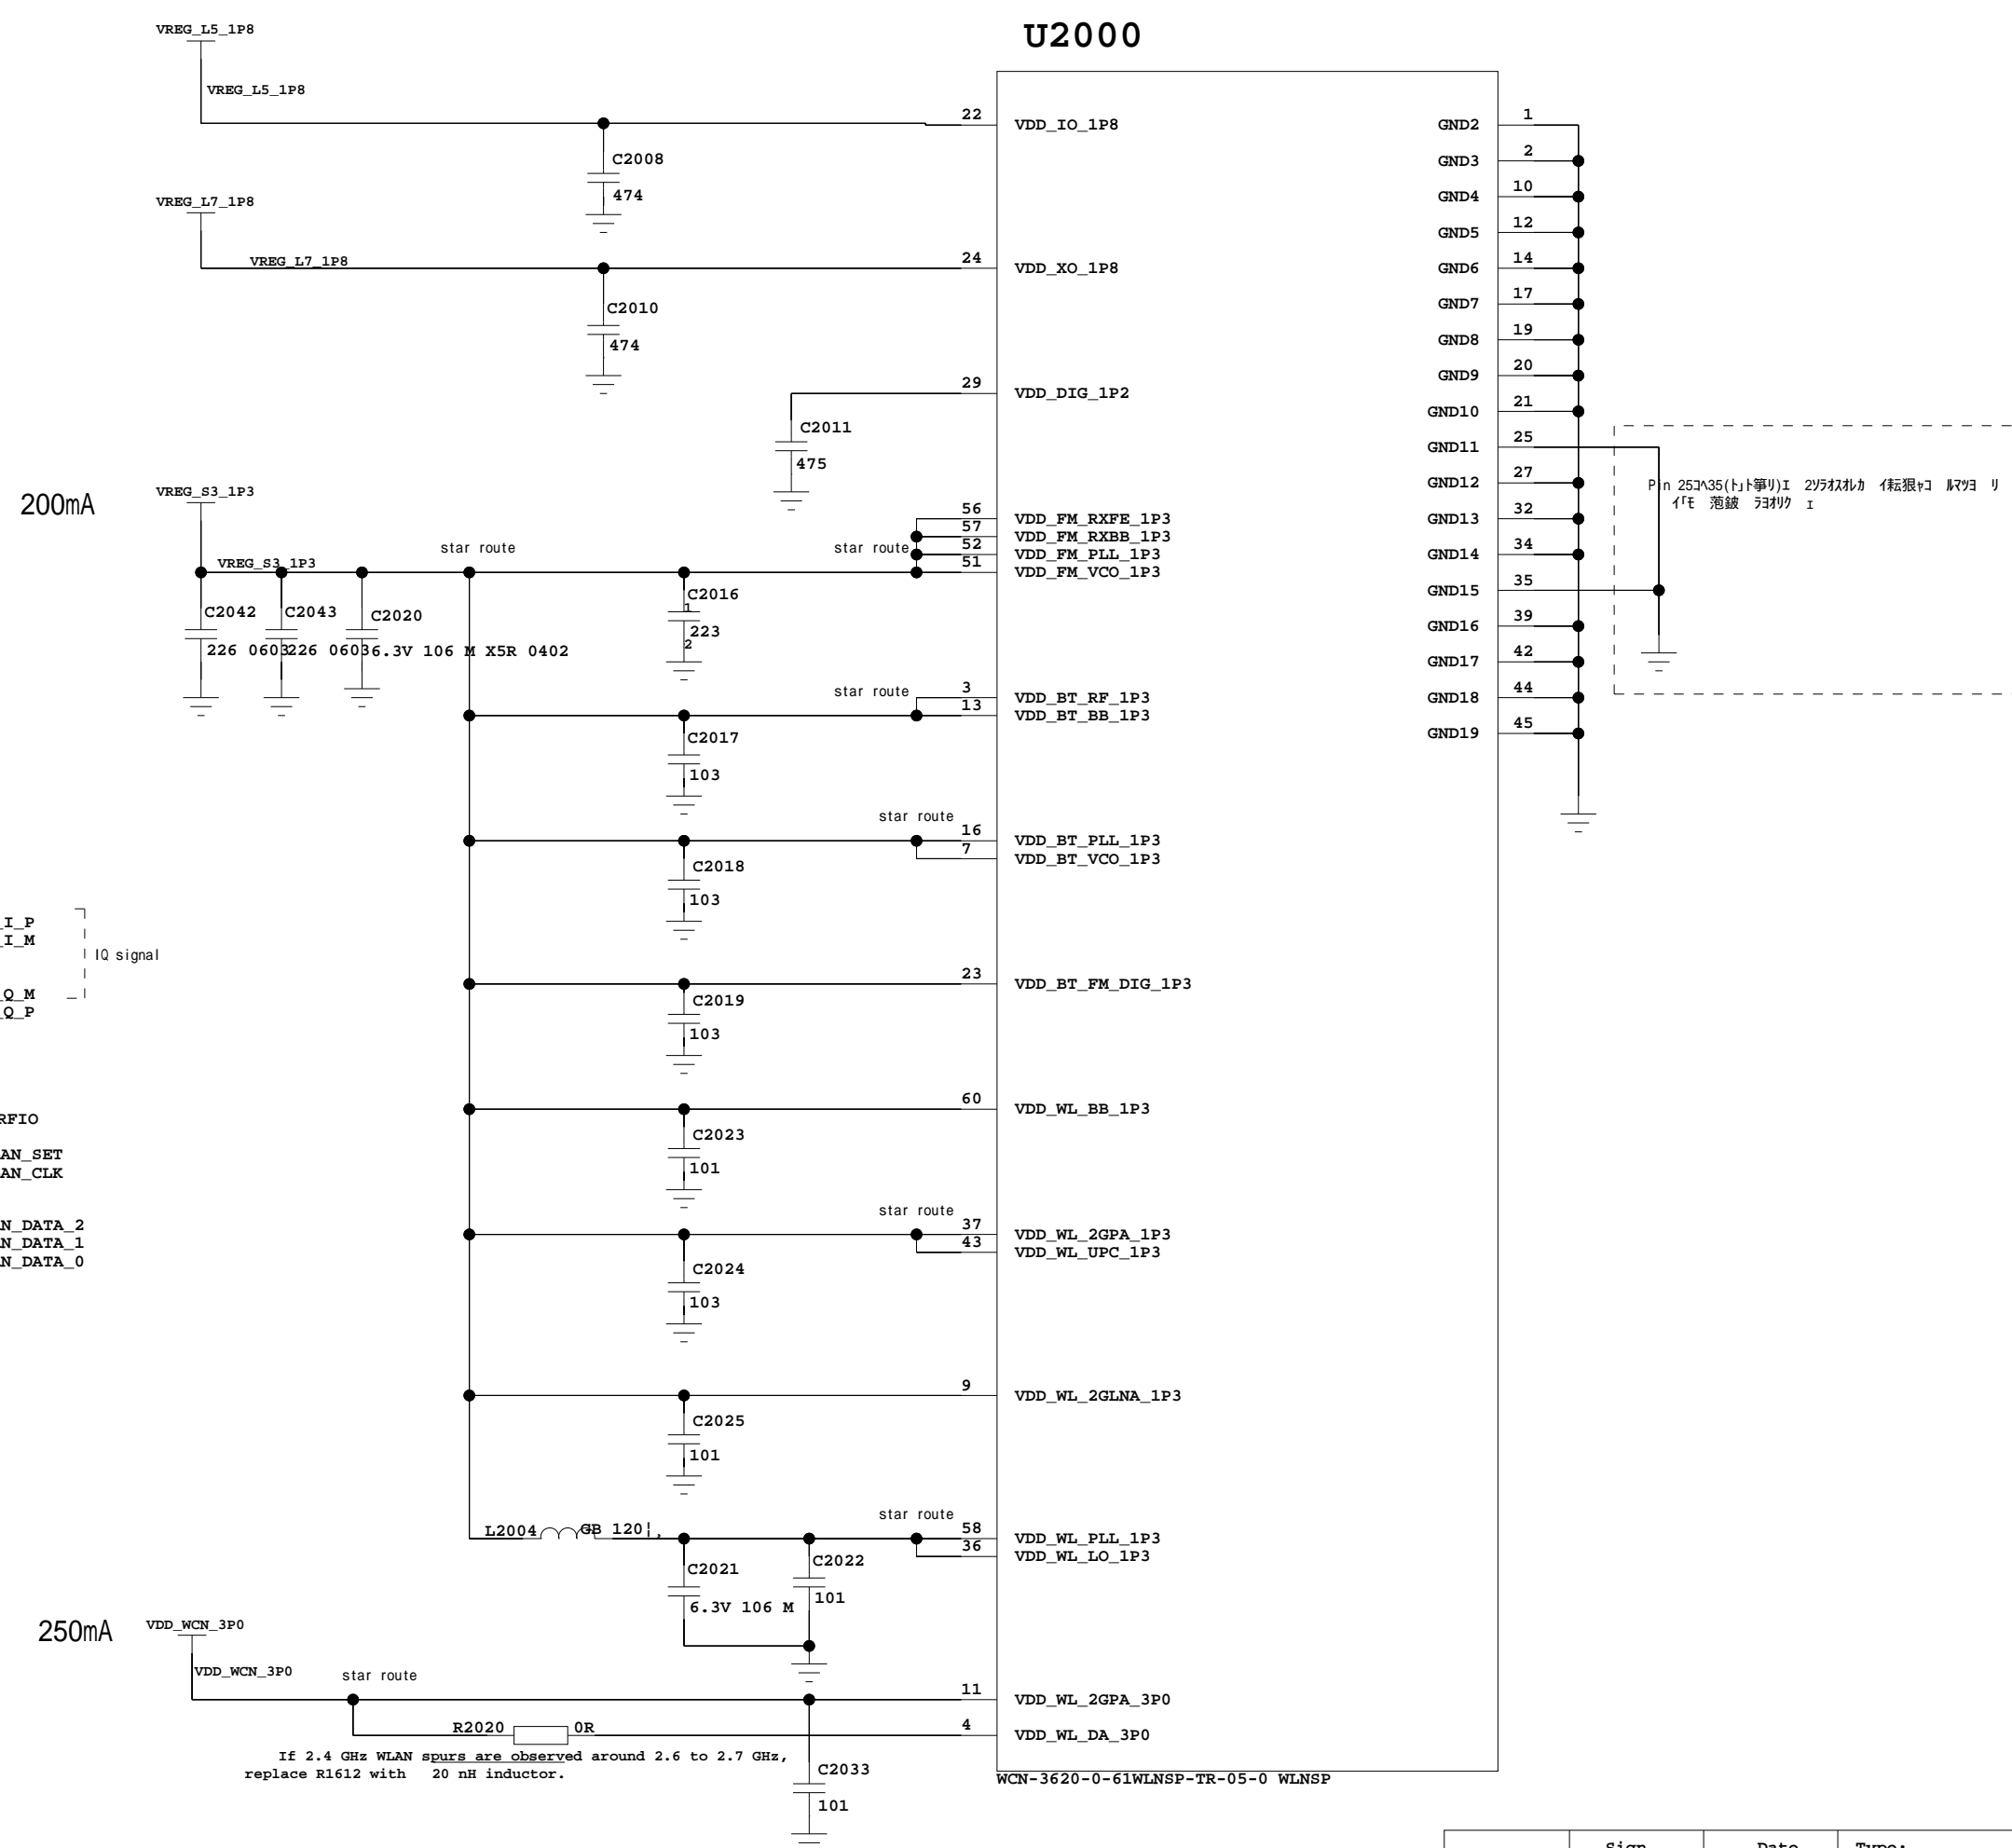 U2000
VREG_L5_1P8
VREG_L5_1P8
22 VDD_IO_1P8
C2008
474
VREG_L7_1P8
VREG_L7_1P8
24 VDD_XO_1P8
C2010
474
29 VDD_DIG_1P2
C2011
475
200mA
VREG_S3_1P3
VREG_S3_1P3
star route
star route
56 VDD_FM_RXFE_1P3
57 VDD_FM_RXBB_1P3
52 VDD_FM_PLL_1P3
51 VDD_FM_VCO_1P3
C2042
226 0603
C2043
226 0603
C2020
6.3V 106 M X5R 0402
C2016
1
223
2
star route
3 VDD_BT_RF_1P3
13 VDD_BT_BB_1P3
C2017
103
star route
16 VDD_BT_PLL_1P3
7 VDD_BT_VCO_1P3
C2018
103
_I_P
_I_M
IQ signal
_Q_M
_Q_P
23 VDD_BT_FM_DIG_1P3
C2019
103
RFIO
AN_SET
AN_CLK
60 VDD_WL_BB_1P3
C2023
101
N_DATA_2
N_DATA_1
N_DATA_0
star route
37 VDD_WL_2GPA_1P3
43 VDD_WL_UPC_1P3
C2024
103
9 VDD_WL_2GLNA_1P3
C2025
101
L2004 GB 120¦,
star route
58 VDD_WL_PLL_1P3
36 VDD_WL_LO_1P3
C2021
6.3V 106 M
C2022
101
250mA
VDD_WCN_3P0
VDD_WCN_3P0
star route
11 VDD_WL_2GPA_3P0
R2020 0R
4 VDD_WL_DA_3P0
If 2.4 GHz WLAN spurs are observed around 2.6 to 2.7 GHz,
replace R1612 with 20 nH inductor.
C2033
101
WCN-3620-0-61WLNSP-TR-05-0 WLNSP
GND2 1
GND3 2
GND4 10
GND5 12
GND6 14
GND7 17
GND8 19
GND9 20
GND10 21
GND11 25
GND12 27
GND13 32
GND14 34
GND15 35
GND16 39
GND17 42
GND18 44
GND19 45
Pin
Sign Date Type: